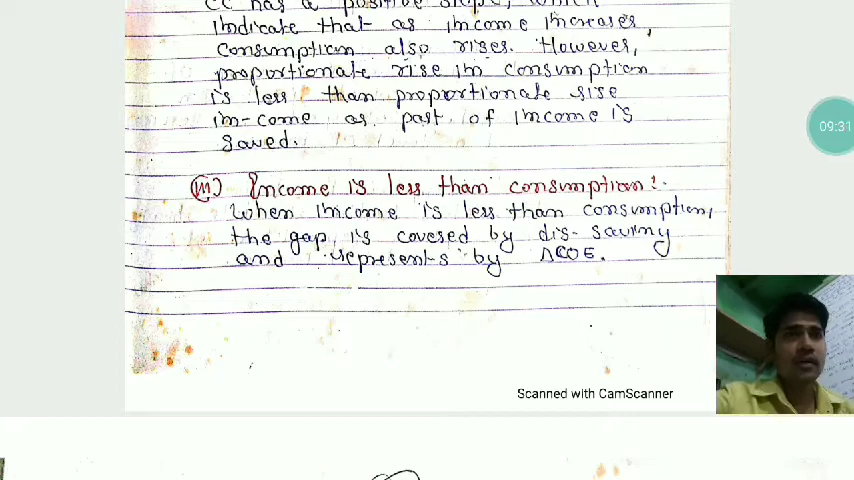 CC has a positive slope, which
indicate that as income increases,
consumption also rises. However,
proportionate rise in consumption
is less than proportionate rise
in-come as part of income is
saved.
09:31
(iii) Income is less than consumption:
When income is less than consumption,
the gap is covered by dis-saving
and represents by ΔCOE.
Scanned with CamScanner